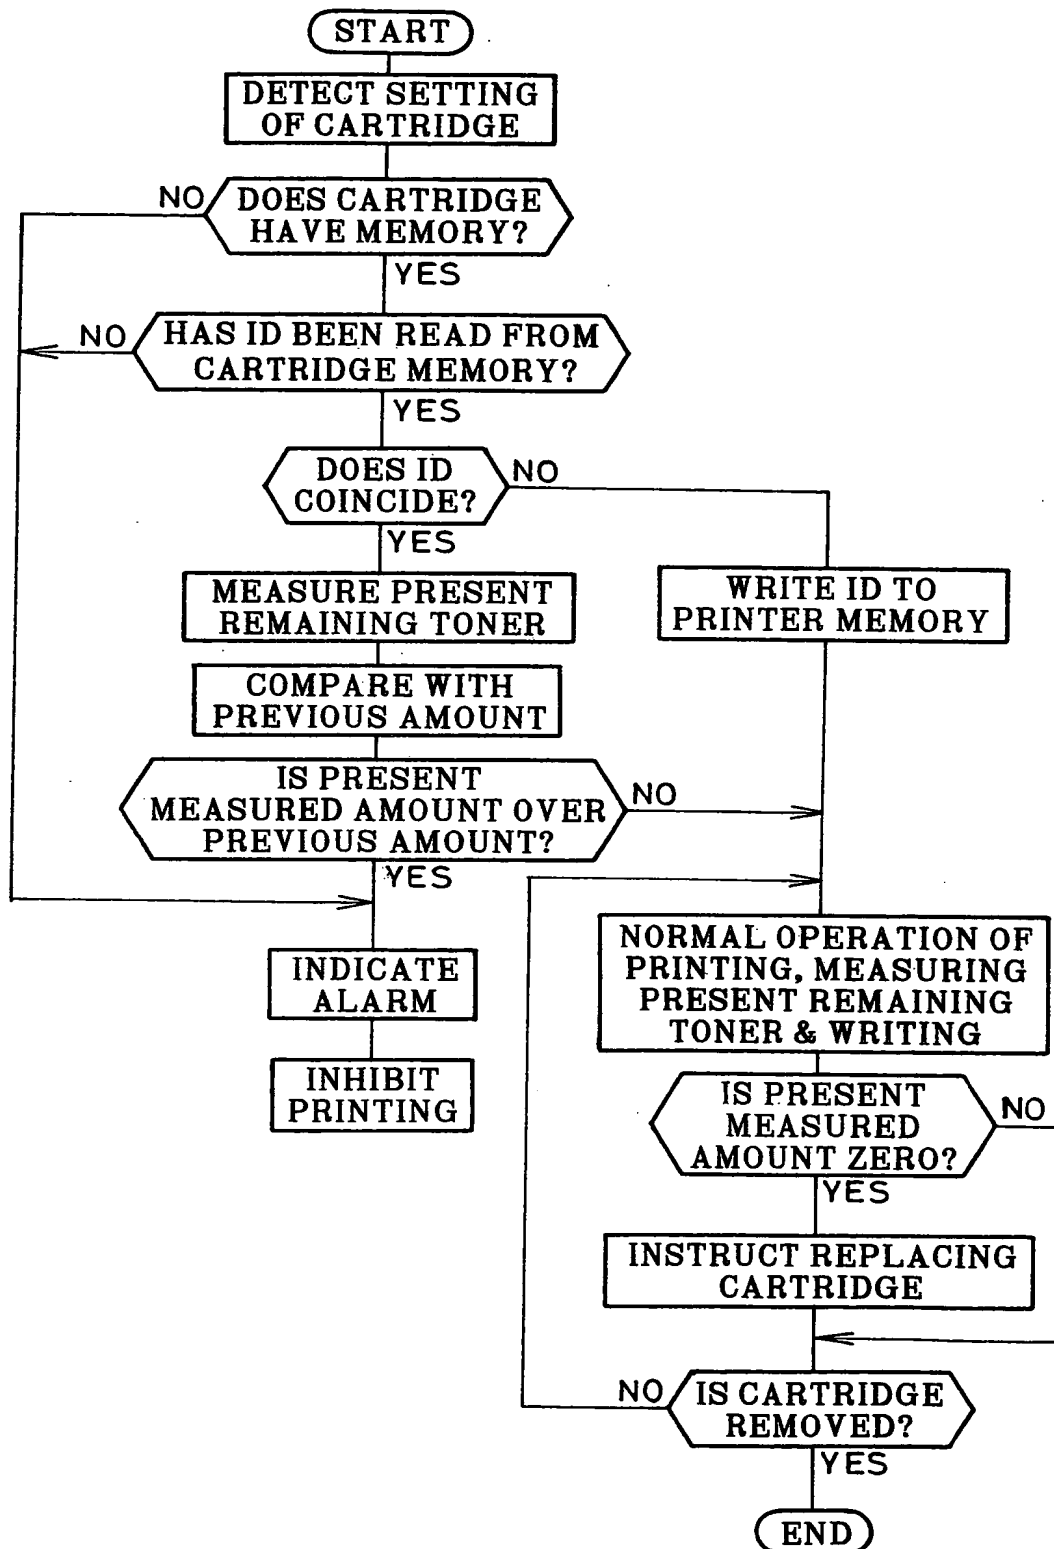 START
DETECT SETTING
OF CARTRIDGE
NO
DOES CARTRIDGE
HAVE MEMORY?
YES
NO
HAS ID BEEN READ FROM
CARTRIDGE MEMORY?
YES
DOES ID
COINCIDE?
NO
YES
MEASURE PRESENT
REMAINING TONER
WRITE ID TO
PRINTER MEMORY
COMPARE WITH
PREVIOUS AMOUNT
IS PRESENT
MEASURED AMOUNT OVER
PREVIOUS AMOUNT?
NO
YES
INDICATE
ALARM
INHIBIT
PRINTING
NORMAL OPERATION OF
PRINTING, MEASURING
PRESENT REMAINING
TONER & WRITING
IS PRESENT
MEASURED
AMOUNT ZERO?
NO
YES
INSTRUCT REPLACING
CARTRIDGE
NO
IS CARTRIDGE
REMOVED?
YES
END